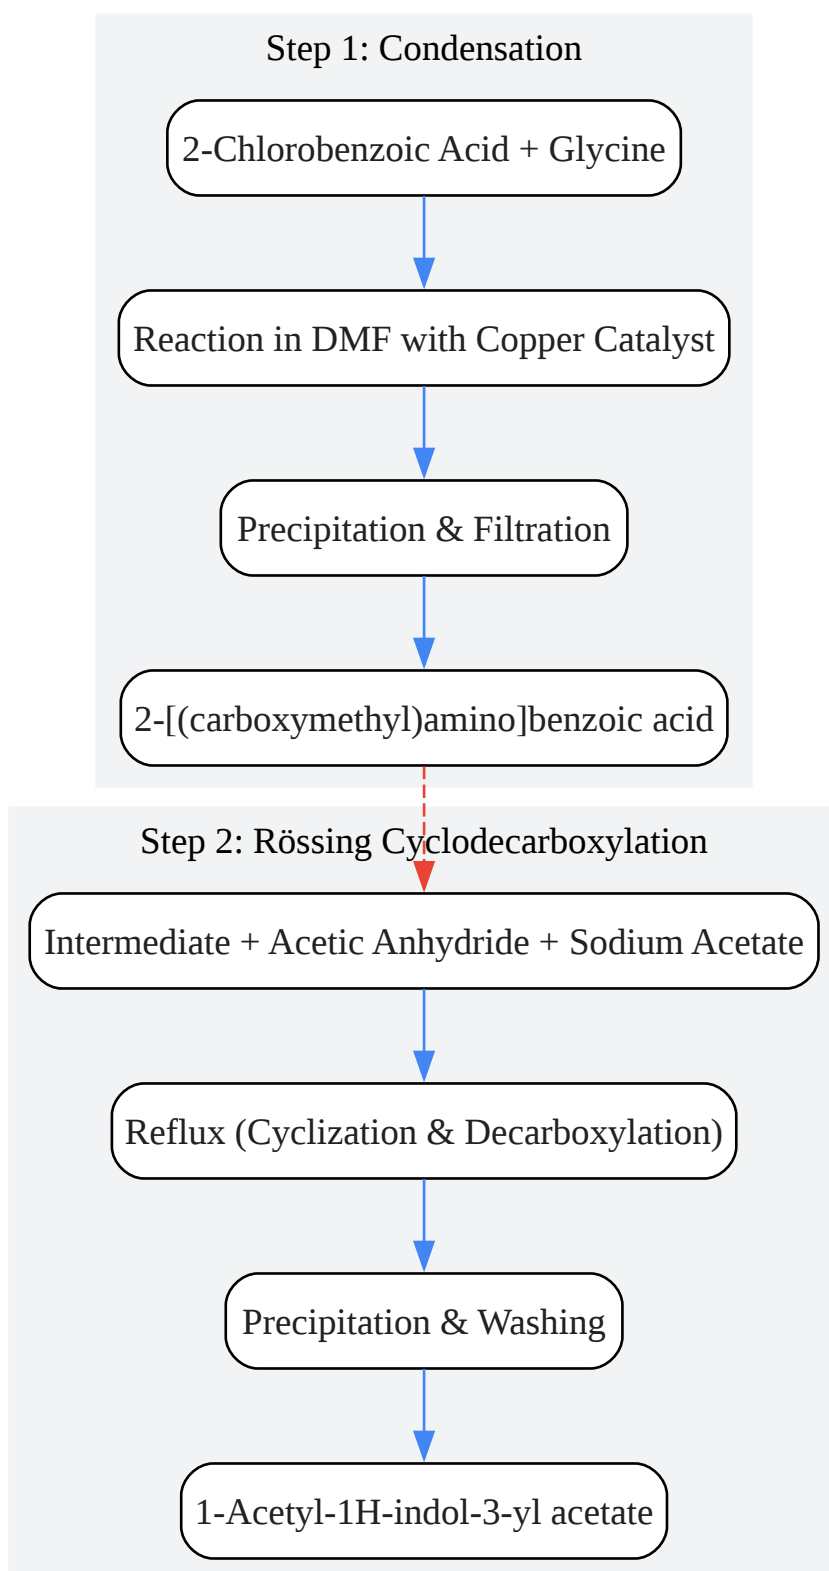 Step 1: Condensation
2-Chlorobenzoic Acid + Glycine
Reaction in DMF with Copper Catalyst
Precipitation & Filtration
2-[(carboxymethyl)amino]benzoic acid
Step 2: Rössing Cyclodecarboxylation
Intermediate + Acetic Anhydride + Sodium Acetate
Reflux (Cyclization & Decarboxylation)
Precipitation & Washing
1-Acetyl-1H-indol-3-yl acetate